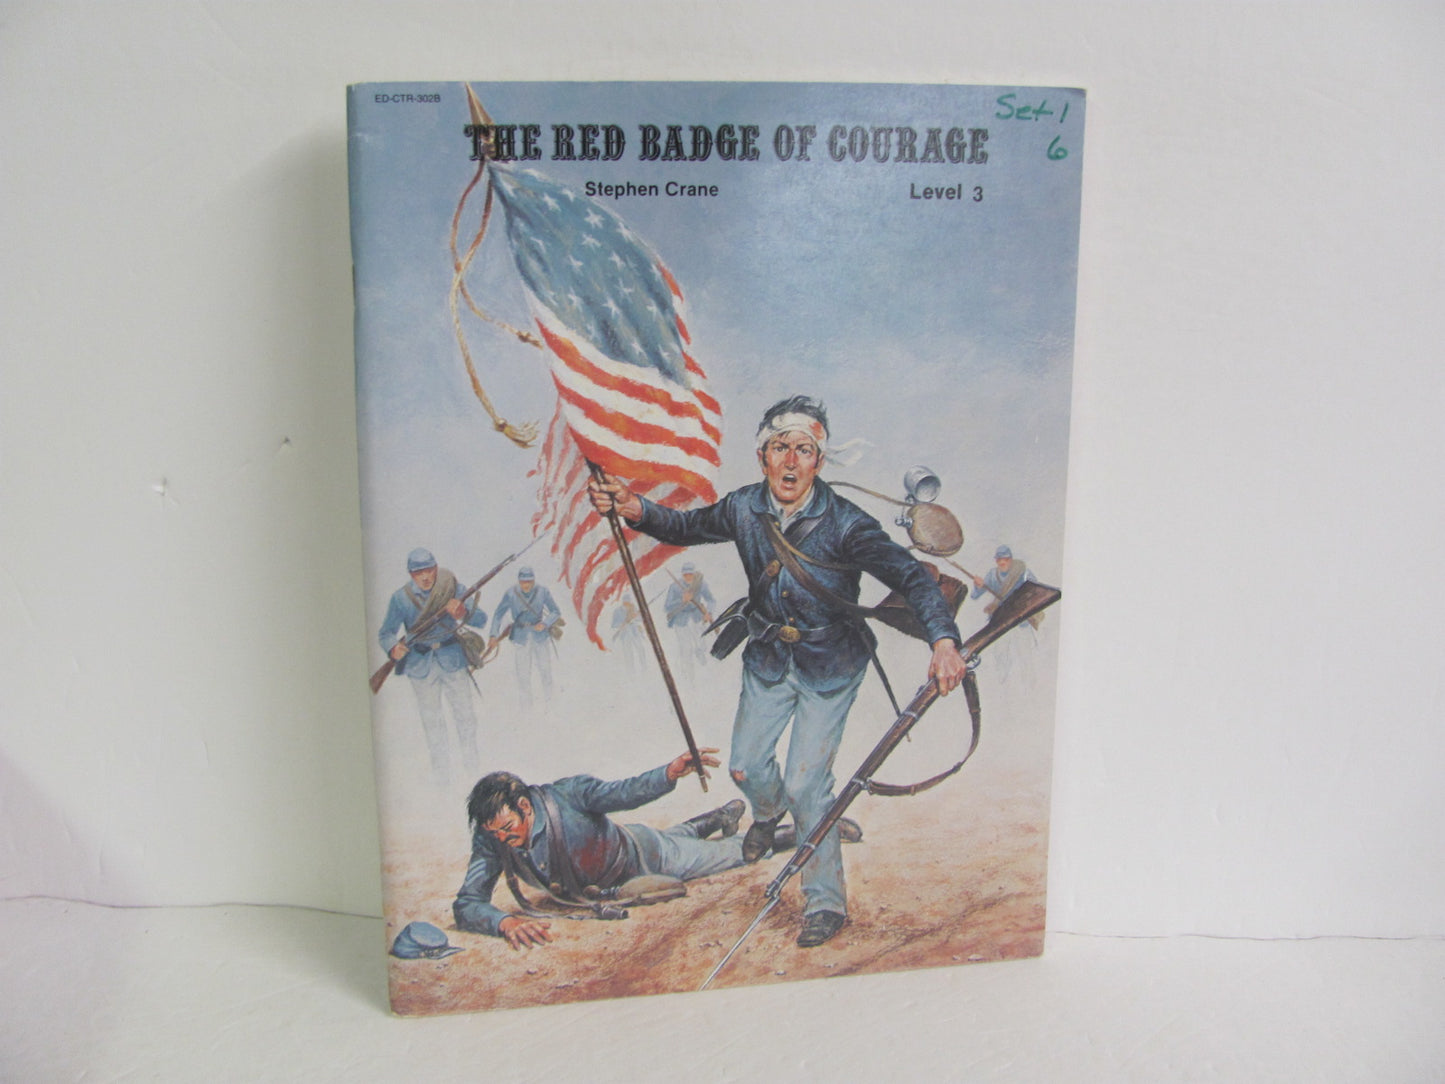 ED-CTR-302B
Set 1
6
THE RED BADGE OF COURAGE
Stephen Crane
Level 3